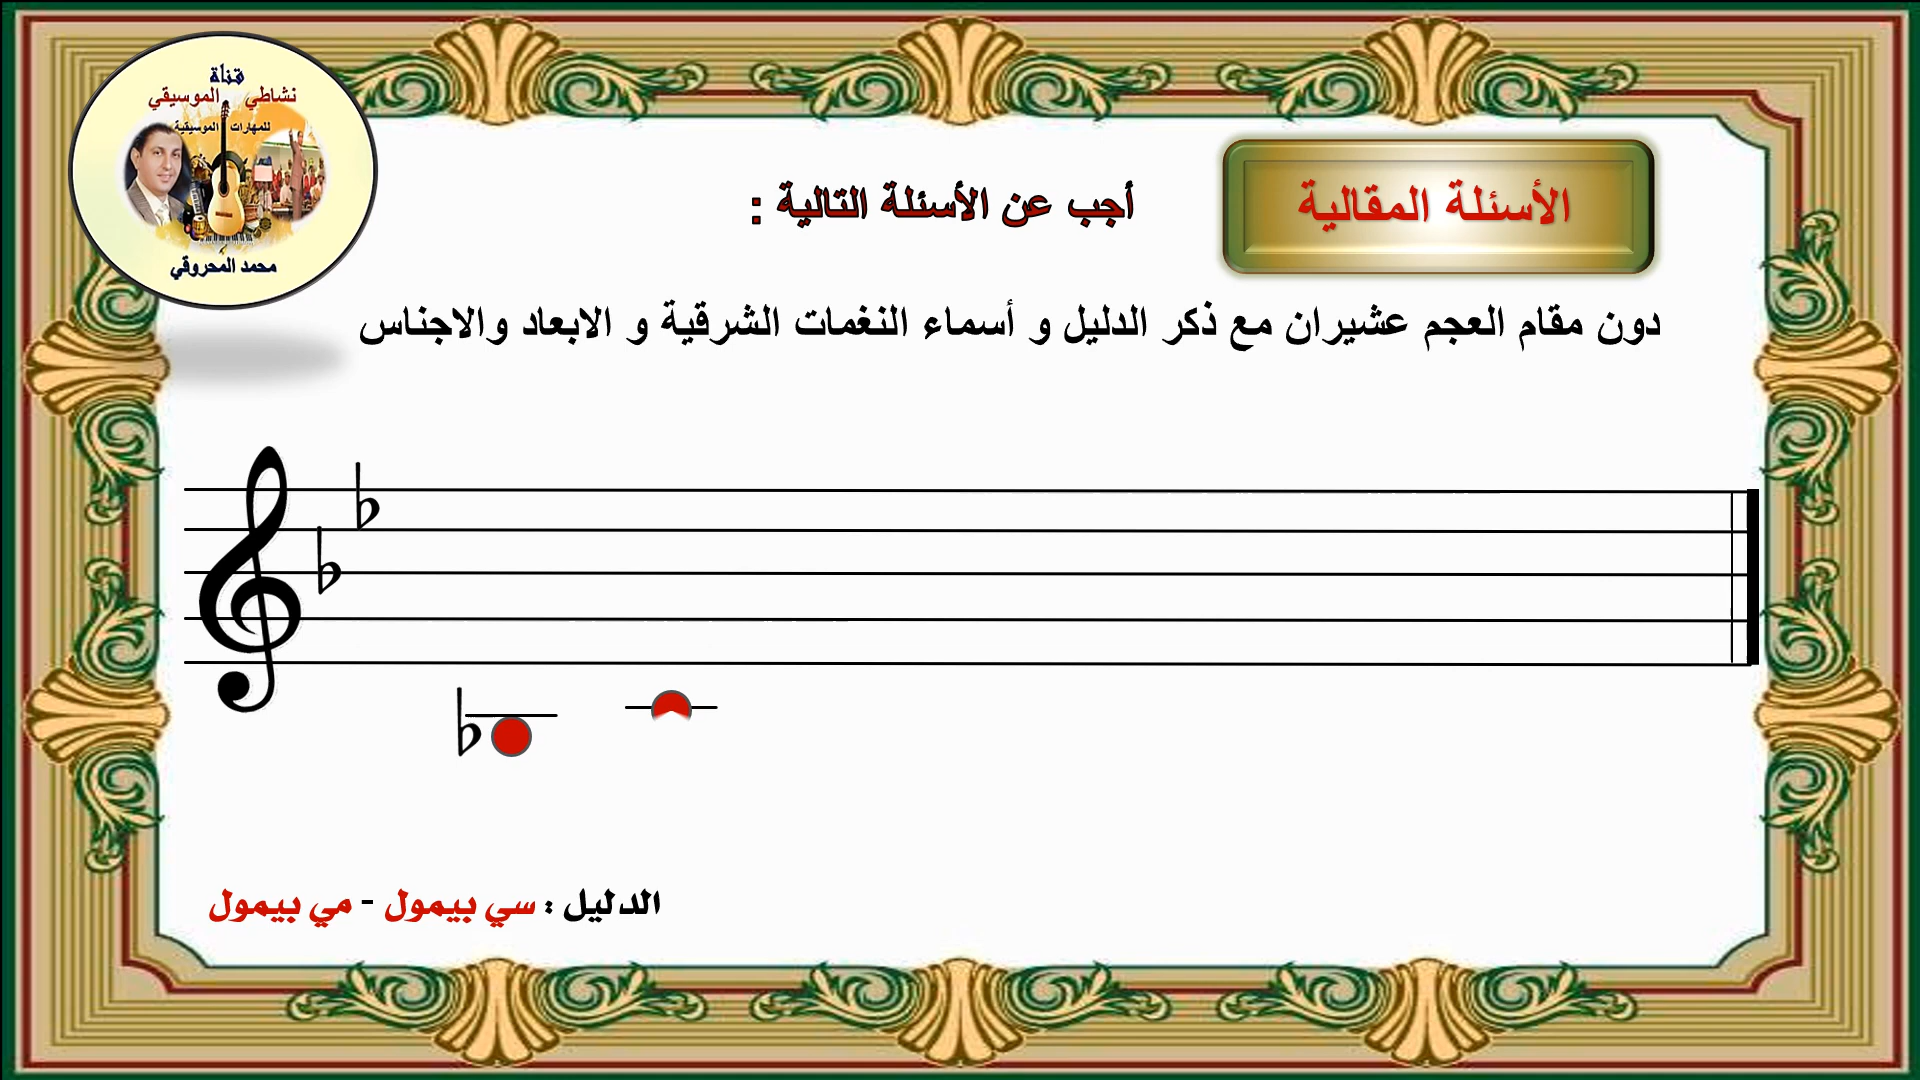 قناة
نشاطي الموسيقي
للمهارات الموسيقية
محمد المحروقي
الأسئلة المقالية
أجب عن الأسئلة التالية :
دون مقام العجم عشيران مع ذكر الدليل و أسماء النغمات الشرقية و الابعاد والاجناس
الدليل : سي بيمول - مي بيمول